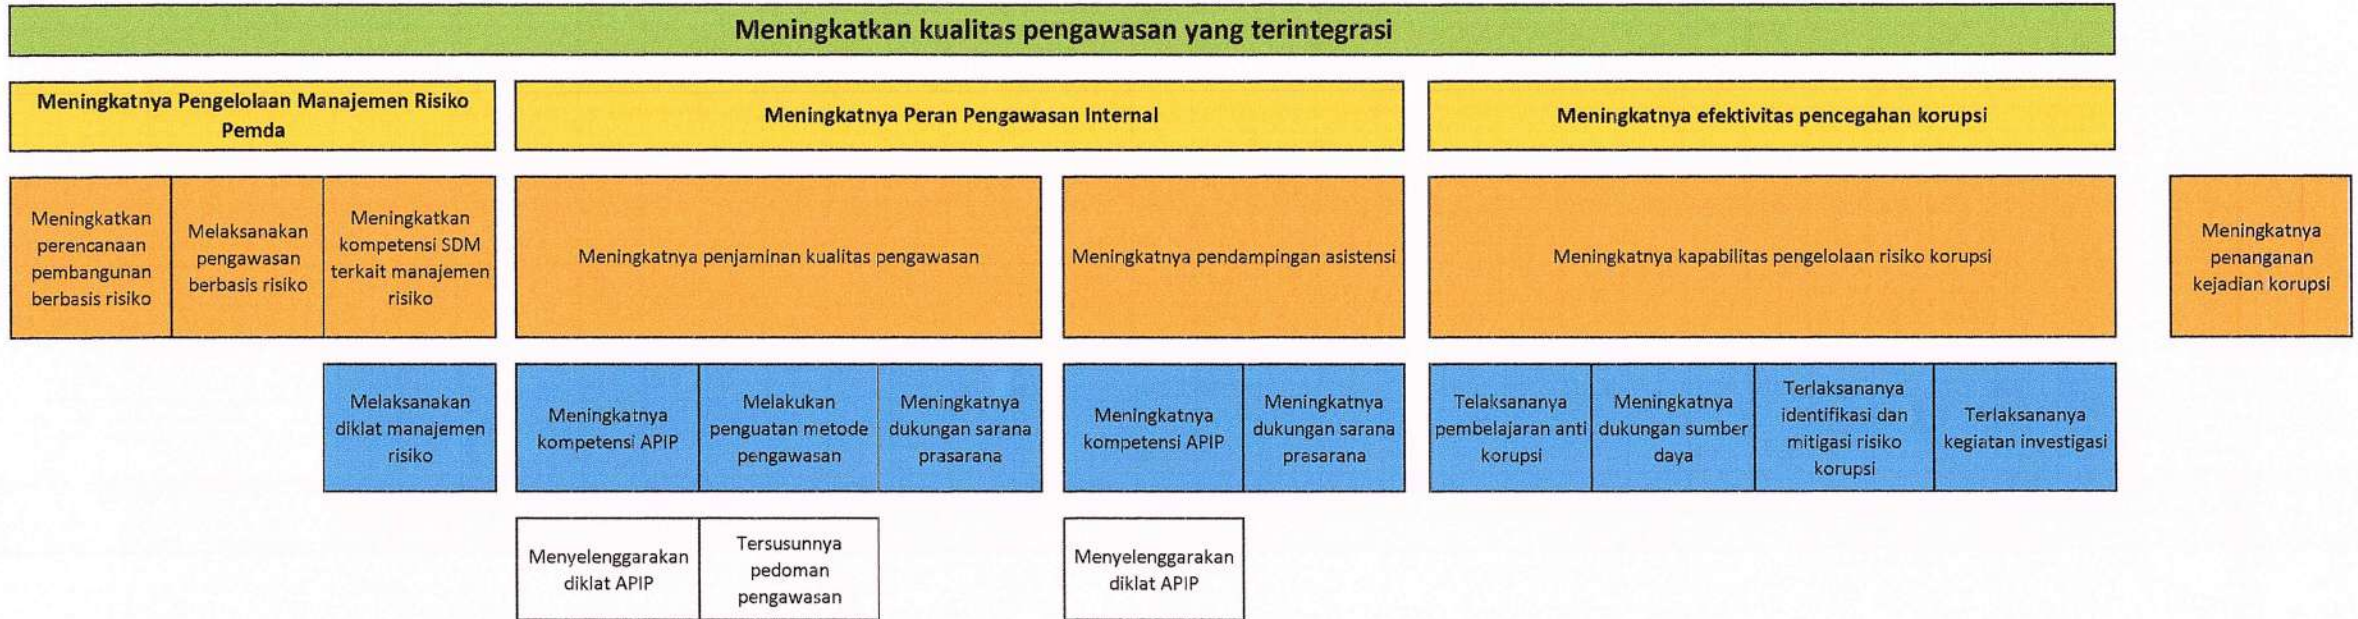 Meningkatkan kualitas pengawasan yang terintegrasi
Meningkatnya Pengelolaan Manajemen Risiko
Pemda
Meningkatnya Peran Pengawasan Internal
Meningkatnya efektivitas pencegahan korupsi
Meningkatkan
perencanaan
pembangunan
berbasis risiko
Melaksanakan
pengawasan
berbasis risiko
Meningkatkan
kompetensi SDM
terkait manajemen
risiko
Meningkatnya penjaminan kualitas pengawasan
Meningkatnya pendampingan asistensi
Meningkatnya kapabilitas pengelolaan risiko korupsi
Meningkatnya
penanganan
kejadian korupsi
Melaksanakan
diklat manajemen
risiko
Meningkatnya
kompetensi APIP
Melakukan
penguatan metode
pengawasan
Meningkatnya
dukungan sarana
prasarana
Meningkatnya
kompetensi APIP
Meningkatnya
dukungan sarana
prasarana
Telaksananya
pembelajaran anti
korupsi
Meningkatnya
dukungan sumber
daya
Terlaksananya
identifikasi dan
mitigasi risiko
korupsi
Terlaksananya
kegiatan investigasi
Menyelenggarakan
diklat APIP
Tersusunnya
pedoman
pengawasan
Menyelenggarakan
diklat APIP